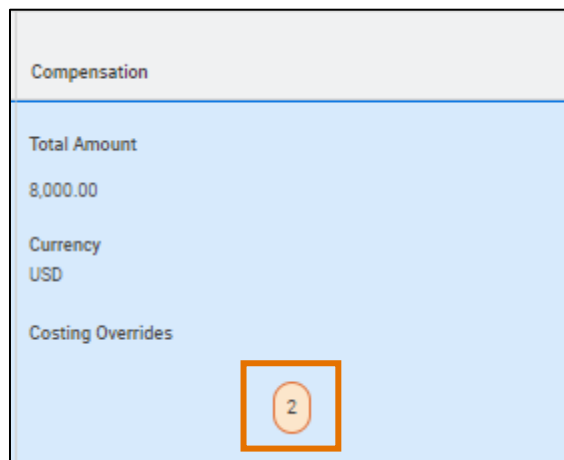 Compensation
Total Amount
8,000.00
Currency
USD
Costing Overrides
2